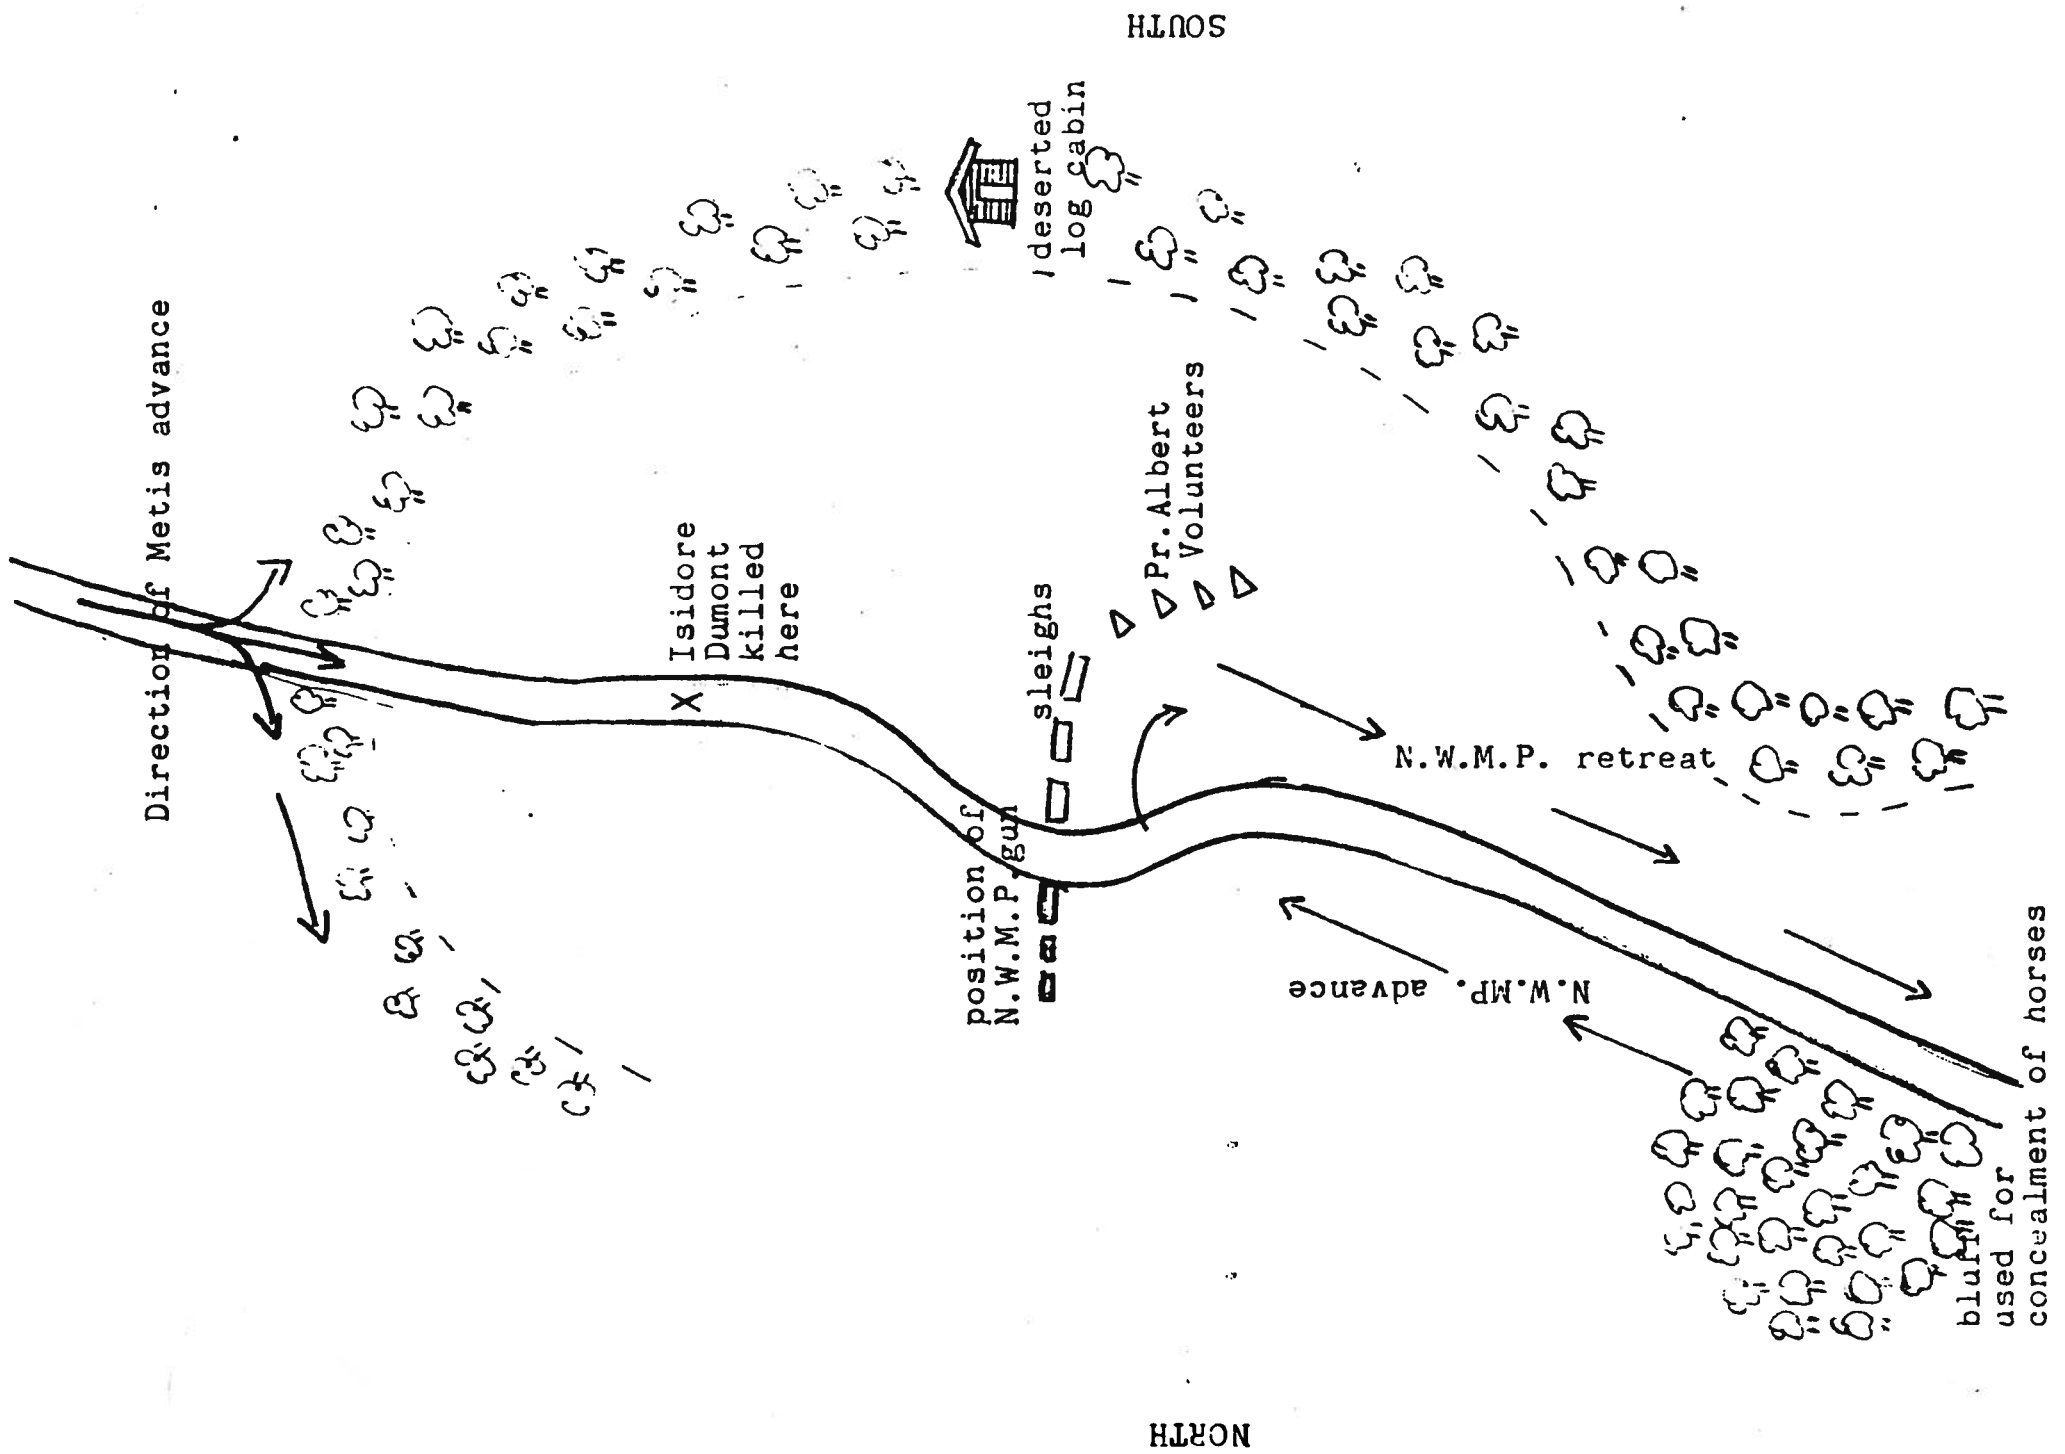 SOUTH
Direction of Metis advance
deserted
log cabin
Isidore
Dumont
killed
here
sleighs
Pr.Albert
Volunteers
position of
N.W.M.P. gun
N.W.M.P. retreat
N.W.MP. advance
bluff
used for
concealment of horses
NORTH
X